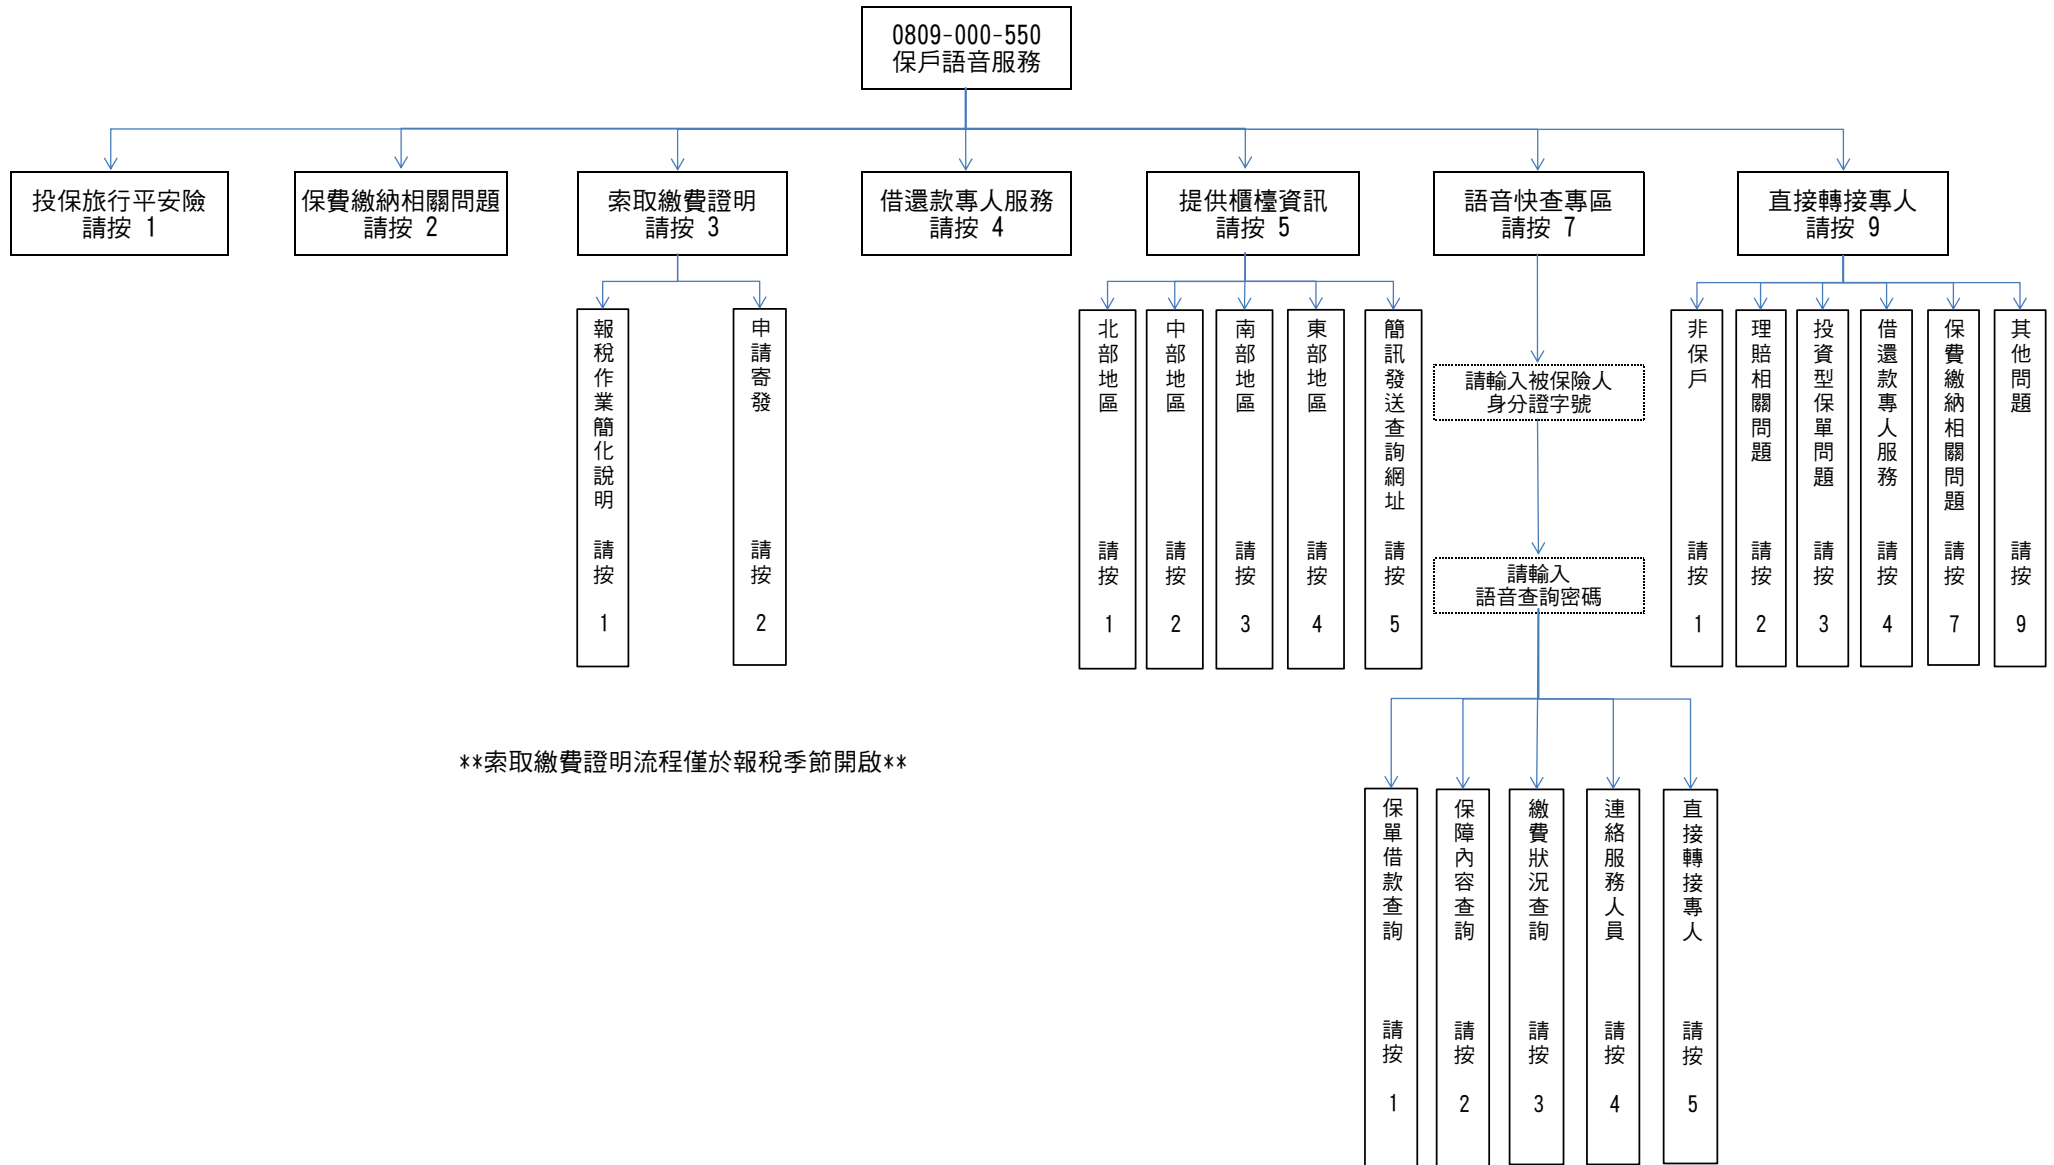 0809-000-550
保戶語音服務
投保旅行平安險
請按 1
保費繳納相關問題
請按 2
索取繳費證明
請按 3
借還款專人服務
請按 4
提供櫃檯資訊
請按 5
語音快查專區
請按 7
直接轉接專人
請按 9
報稅作業簡化說明 請按 1
申請寄發 請按 2
北部地區 請按 1
中部地區 請按 2
南部地區 請按 3
東部地區 請按 4
簡訊發送查詢網址 請按 5
請輸入被保險人
身分證字號
請輸入
語音查詢密碼
非保戶 請按 1
理賠相關問題 請按 2
投資型保單問題 請按 3
借還款專人服務 請按 4
保費繳納相關問題 請按 7
其他問題 請按 9
**索取繳費證明流程僅於報稅季節開啟**
保單借款查詢 請按 1
保障內容查詢 請按 2
繳費狀況查詢 請按 3
連絡服務人員 請按 4
直接轉接專人 請按 5